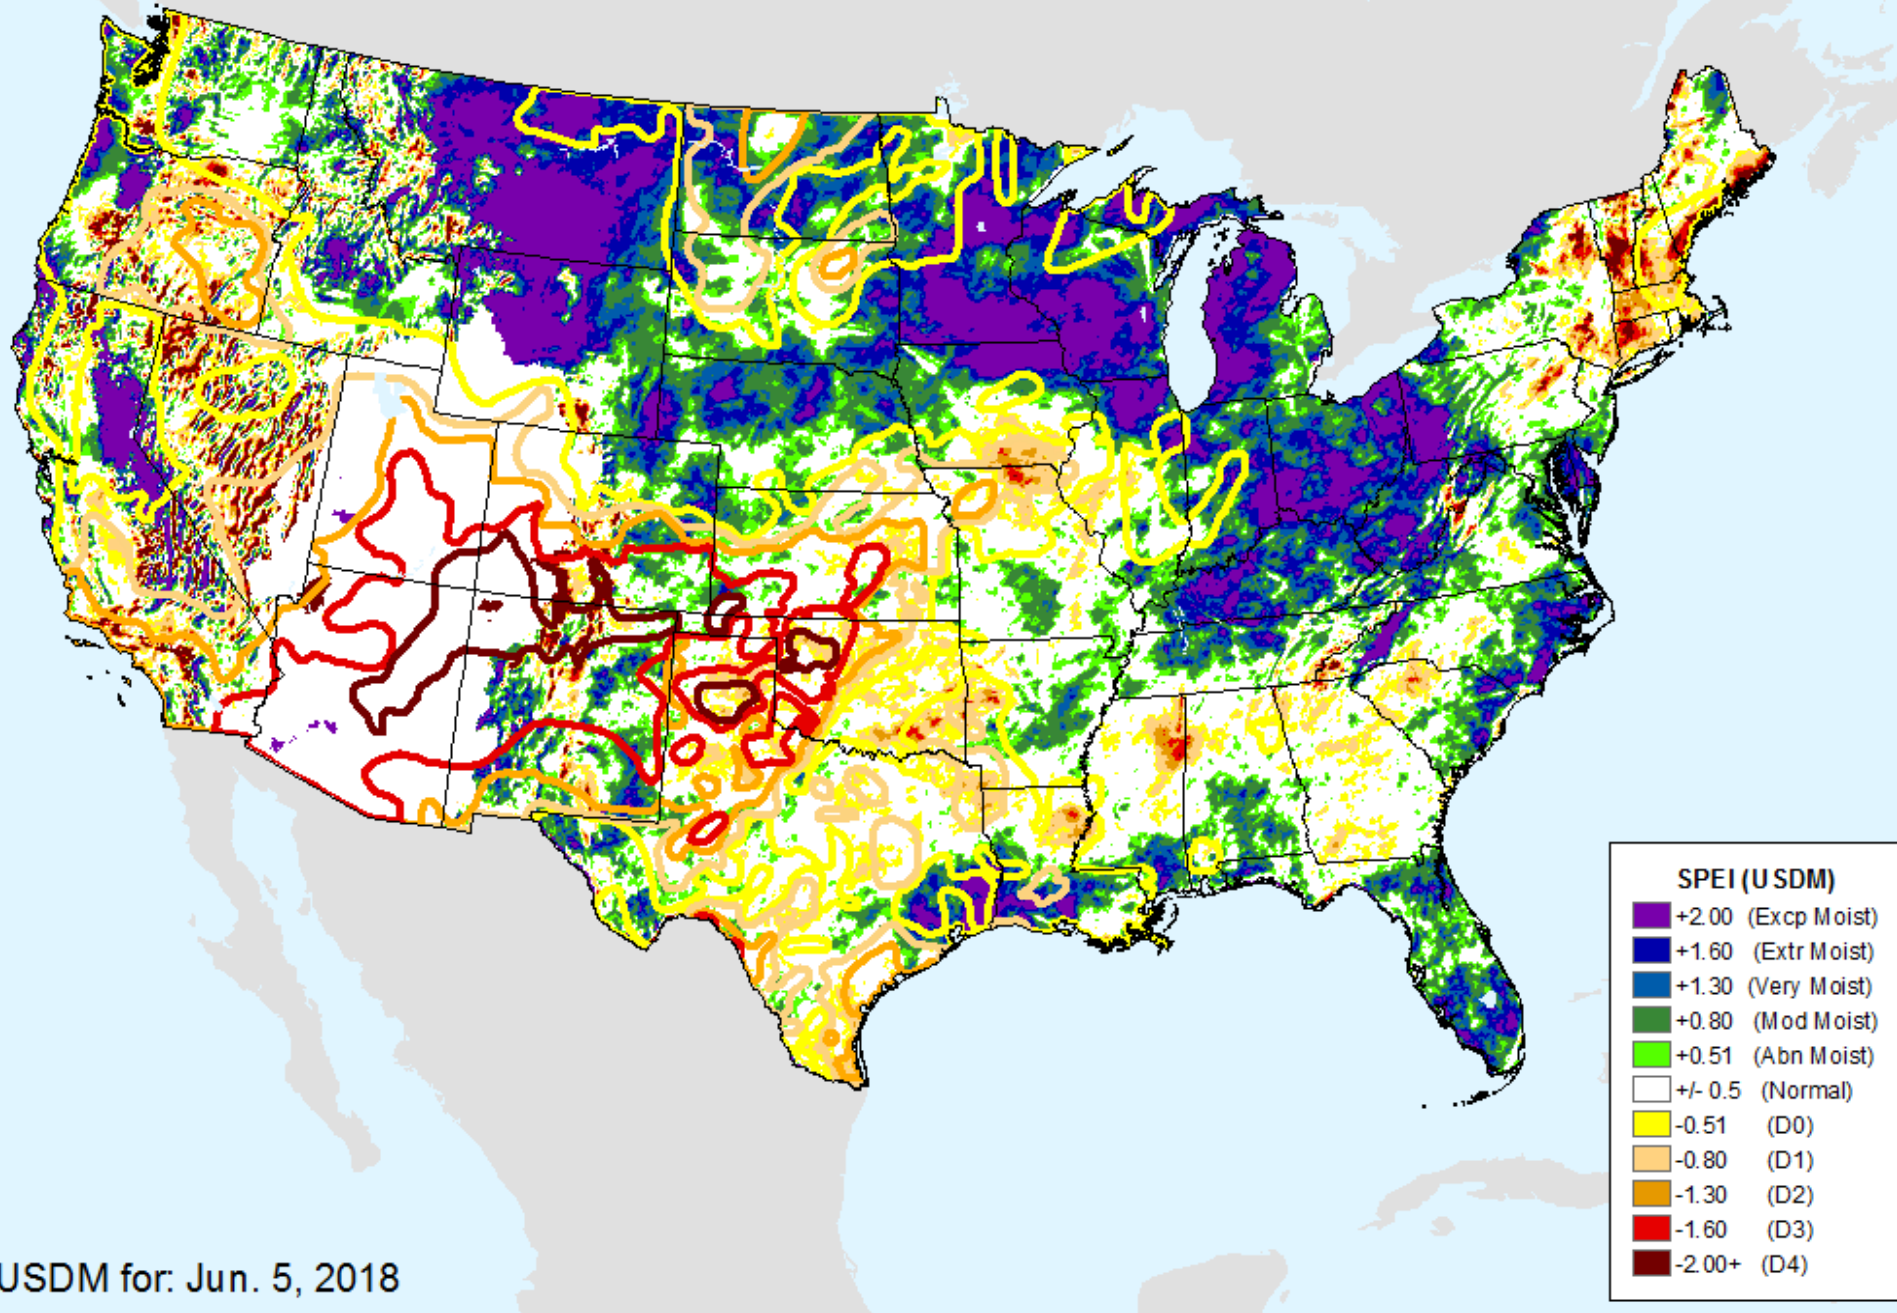 SPEI (USDM)
+2.00 (Excp Moist)
+1.60 (Extr Moist)
+1.30 (Very Moist)
+0.80 (Mod Moist)
+0.51 (Abn Moist)
+/- 0.5 (Normal)
-0.51 (D0)
-0.80 (D1)
-1.30 (D2)
-1.60 (D3)
-2.00+ (D4)
USDM for: Jun. 5, 2018